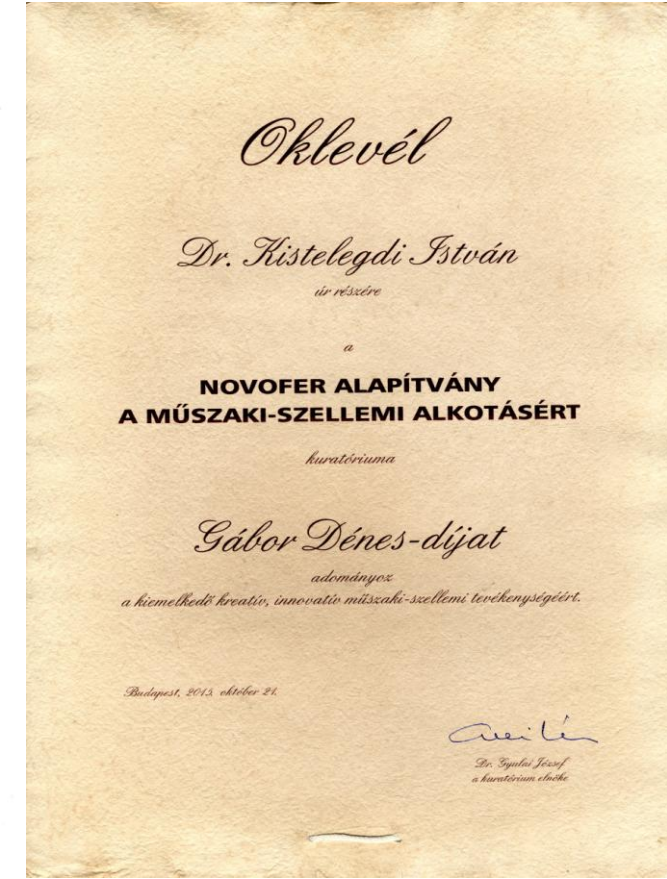 Oklevél
Dr. Kistelegdi István
úr részére
a
NOVOFER ALAPÍTVÁNY
A MŰSZAKI-SZELLEMI ALKOTÁSÉRT
kuratóriuma
Gábor Dénes-díjat
adományoz
a kiemelkedő kreatív, innovatív műszaki-szellemi tevékenységéért.
Budapest, 2015. október 21.
Dr. Gyulai József
a kuratórium elnöke